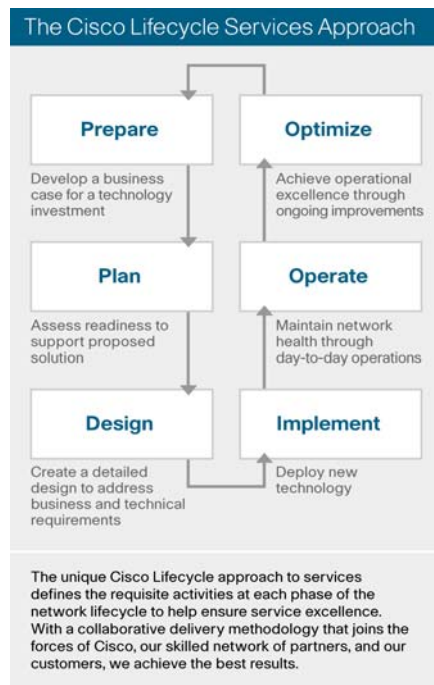 The Cisco Lifecycle Services Approach
Prepare
Develop a business
case for a technology
investment
Plan
Assess readiness to
support proposed
solution
Design
Create a detailed
design to address
business and technical
requirements
Optimize
Achieve operational
excellence through
ongoing improvements
Operate
Maintain network
health through
day-to-day operations
Implement
Deploy new
technology
The unique Cisco Lifecycle approach to services
defines the requisite activities at each phase of the
network lifecycle to help ensure service excellence.
With a collaborative delivery methodology that joins the
forces of Cisco, our skilled network of partners, and our
customers, we achieve the best results.